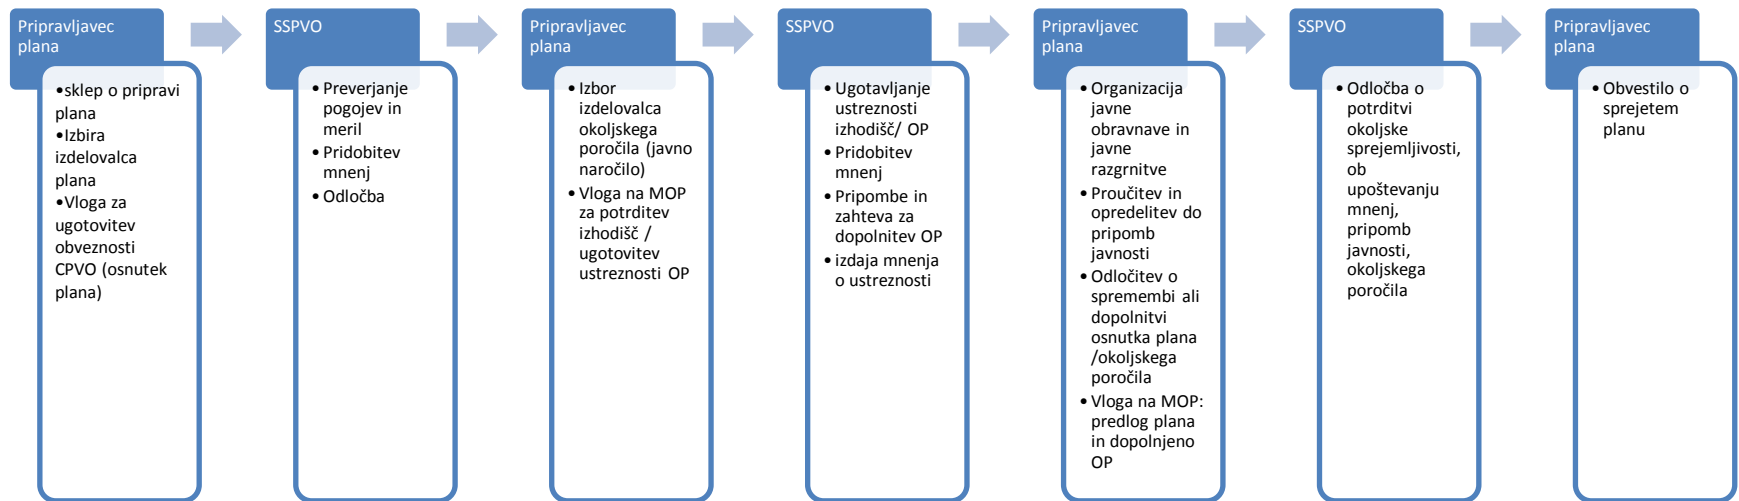 Pripravljavec
plana
•sklep o pripravi
plana
•Izbira
izdelovalca
plana
•Vloga za
ugotovitev
obveznosti
CPVO (osnutek
plana)
SSPVO
•Preverjanje
pogojev in
meril
•Pridobitev
mnenj
•Odločba
Pripravljavec
plana
•Izbor
izdelovalca
okoljskega
poročila (javno
naročilo)
•Vloga na MOP
za potrditev
izhodišč /
ugotovitev
ustreznosti OP
SSPVO
•Ugotavljanje
ustreznosti
izhodišč/ OP
•Pridobitev
mnenj
•Pripombe in
zahteva za
dopolnitev OP
•izdaja mnenja
o ustreznosti
Pripravljavec
plana
•Organizacija
javne
obravnave in
javne
razgrnitve
•Proučitev in
opredelitev do
pripomb
javnosti
•Odločitev o
spremembi ali
dopolnitvi
osnutka plana
/okoljskega
poročila
•Vloga na MOP:
predlog plana
in dopolnjeno
OP
SSPVO
•Odločba o
potrditvi
okoljske
sprejemljivosti,
ob
upoštevanju
mnenj,
pripomb
javnosti,
okoljskega
poročila
Pripravljavec
plana
•Obvestilo o
sprejetem
planu